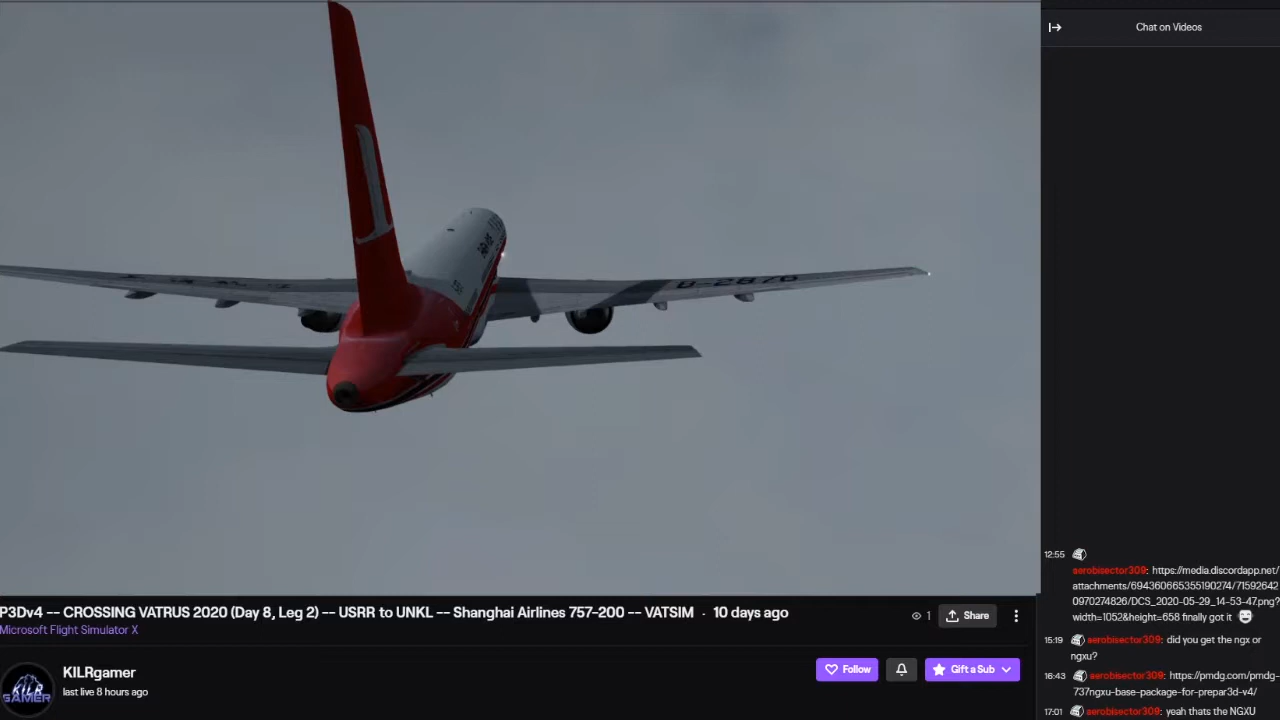 Chat on Videos
B-2876
12:55
aerobisector309: https://media.discordapp.net/
attachments/694360665355190274/71592642
0970274826/DCS_2020-05-29_14-53-47.png?
width=1052&height=658 finally got it
15:19 aerobisector309: did you get the ngx or
ngxu?
16:43 aerobisector309: https://pmdg.com/pmdg-
737ngxu-base-package-for-prepar3d-v4/
17:01 aerobisector309: yeah thats the NGXU
P3Dv4 -- CROSSING VATRUS 2020 (Day 8, Leg 2) -- USRR to UNKL -- Shanghai Airlines 757-200 -- VATSIM · 10 days ago
1
Share
Microsoft Flight Simulator X
KILR
GAMER
KILRgamer
last live 8 hours ago
Follow
Gift a Sub